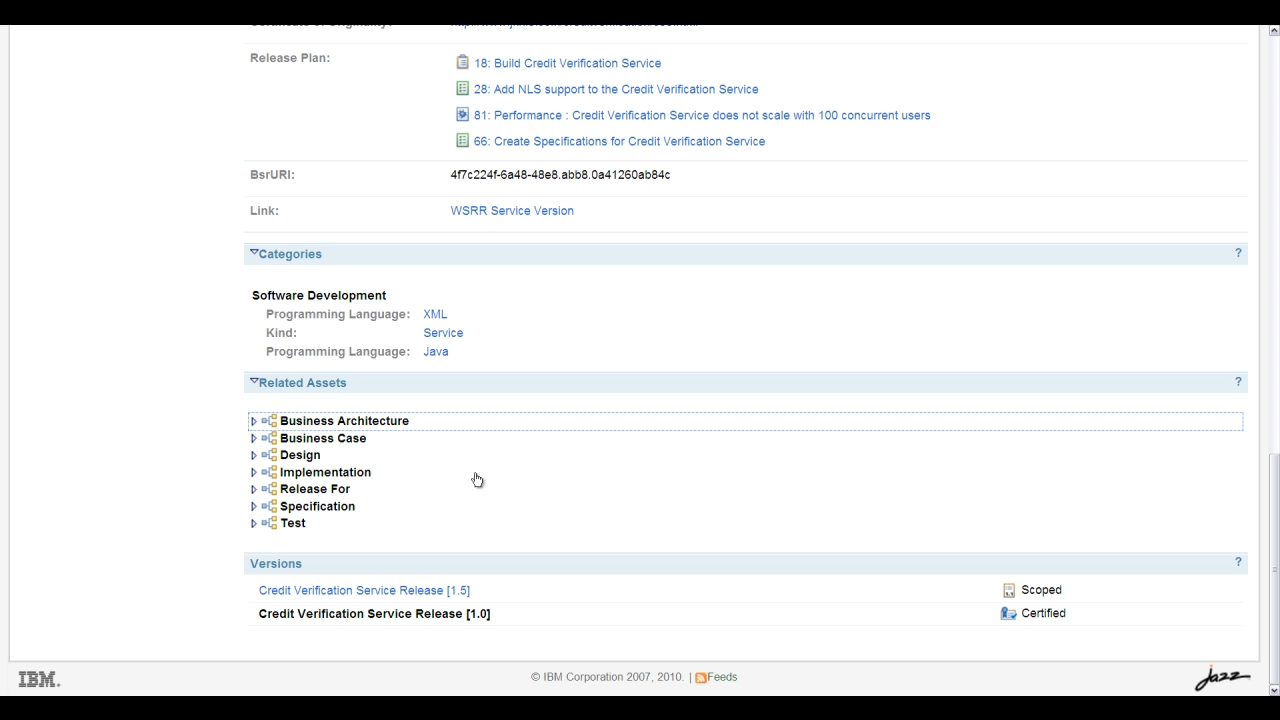 Release Plan:
18: Build Credit Verification Service
28: Add NLS support to the Credit Verification Service
81: Performance : Credit Verification Service does not scale with 100 concurrent users
66: Create Specifications for Credit Verification Service
BsrURI: 4f7c224f-6a48-48e8.abb8.0a41260ab84c
Link: WSRR Service Version
Categories ?
Software Development
Programming Language: XML
Kind: Service
Programming Language: Java
Related Assets ?
Business Architecture
Business Case
Design
Implementation
Release For
Specification
Test
Versions ?
Credit Verification Service Release [1.5] Scoped
Credit Verification Service Release [1.0] Certified
IBM. © IBM Corporation 2007, 2010. | Feeds jazz